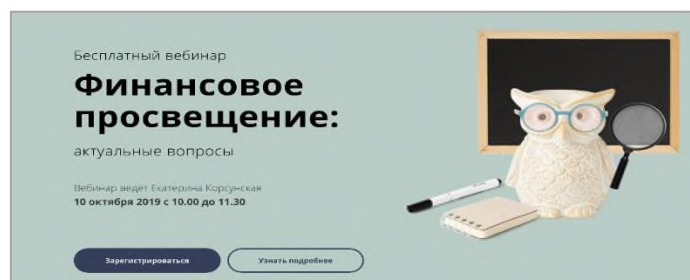 Бесплатный вебинар
Финансовое
просвещение:
актуальные вопросы
Вебинар ведет Екатерина Корсунская
10 октября 2019 с 10.00 до 11.30
Зарегистрироваться
Узнать подробнее